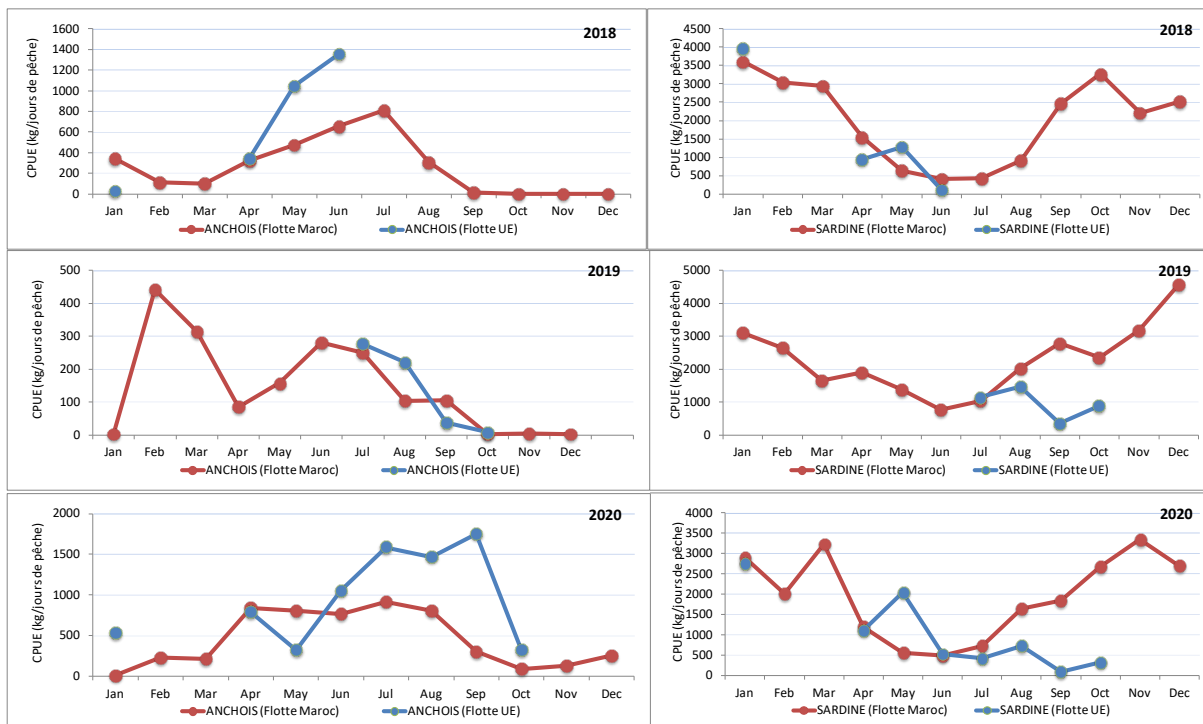 2018
CPUE (kg/jours de pêche)
1600
1400
1200
1000
800
600
400
200
0
Jan Feb Mar Apr May Jun Jul Aug Sep Oct Nov Dec
ANCHOIS (Flotte Maroc) ANCHOIS (Flotte UE)
2018
CPUE (kg/jours de pêche)
4500
4000
3500
3000
2500
2000
1500
1000
500
0
Jan Feb Mar Apr May Jun Jul Aug Sep Oct Nov Dec
SARDINE (Flotte Maroc) SARDINE (Flotte UE)
2019
CPUE (kg/jours de pêche)
500
400
300
200
100
0
Jan Feb Mar Apr May Jun Jul Aug Sep Oct Nov Dec
ANCHOIS (Flotte Maroc) ANCHOIS (Flotte UE)
2019
CPUE (kg/jours de pêche)
5000
4000
3000
2000
1000
0
Jan Feb Mar Apr May Jun Jul Aug Sep Oct Nov Dec
SARDINE (Flotte Maroc) SARDINE (Flotte UE)
2020
CPUE (kg/jours de pêche)
2000
1500
1000
500
0
Jan Feb Mar Apr May Jun Jul Aug Sep Oct Nov Dec
ANCHOIS (Flotte Maroc) ANCHOIS (Flotte UE)
2020
CPUE (kg/jours de pêche)
4000
3500
3000
2500
2000
1500
1000
500
0
Jan Feb Mar Apr May Jun Jul Aug Sep Oct Nov Dec
SARDINE (Flotte Maroc) SARDINE (Flotte UE)